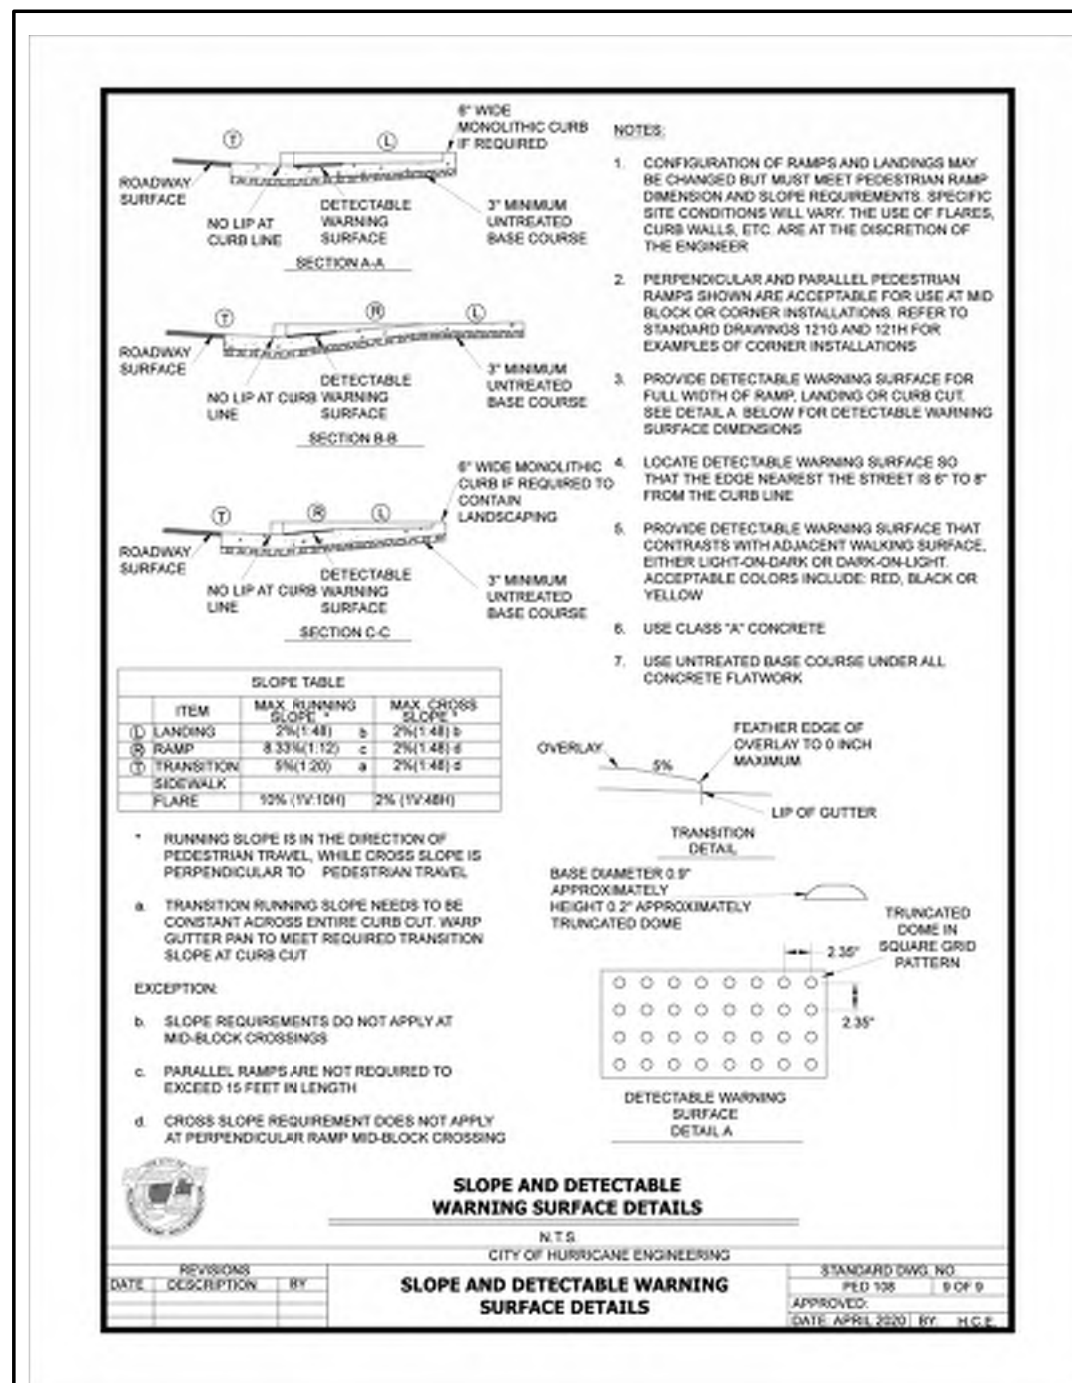 6" WIDE
MONOLITHIC CURB
IF REQUIRED
T
L
ROADWAY
SURFACE
NO LIP AT
CURB LINE
DETECTABLE
WARNING
SURFACE
3" MINIMUM
UNTREATED
BASE COURSE
SECTION A-A
T
R
L
ROADWAY
SURFACE
NO LIP AT CURB
LINE
DETECTABLE
WARNING
SURFACE
3" MINIMUM
UNTREATED
BASE COURSE
SECTION B-B
6" WIDE MONOLITHIC
CURB IF REQUIRED TO
CONTAIN
LANDSCAPING
T
R
L
ROADWAY
SURFACE
NO LIP AT CURB
LINE
DETECTABLE
WARNING
SURFACE
3" MINIMUM
UNTREATED
BASE COURSE
SECTION C-C
NOTES:
1. CONFIGURATION OF RAMPS AND LANDINGS MAY
BE CHANGED BUT MUST MEET PEDESTRIAN RAMP
DIMENSION AND SLOPE REQUIREMENTS. SPECIFIC
SITE CONDITIONS WILL VARY. THE USE OF FLARES,
CURB WALLS, ETC. ARE AT THE DISCRETION OF
THE ENGINEER
2. PERPENDICULAR AND PARALLEL PEDESTRIAN
RAMPS SHOWN ARE ACCEPTABLE FOR USE AT MID
BLOCK OR CORNER INSTALLATIONS. REFER TO
STANDARD DRAWINGS 121G AND 121H FOR
EXAMPLES OF CORNER INSTALLATIONS
3. PROVIDE DETECTABLE WARNING SURFACE FOR
FULL WIDTH OF RAMP, LANDING OR CURB CUT.
SEE DETAIL A BELOW FOR DETECTABLE WARNING
SURFACE DIMENSIONS
4. LOCATE DETECTABLE WARNING SURFACE SO
THAT THE EDGE NEAREST THE STREET IS 6" TO 8"
FROM THE CURB LINE
5. PROVIDE DETECTABLE WARNING SURFACE THAT
CONTRASTS WITH ADJACENT WALKING SURFACE,
EITHER LIGHT-ON-DARK OR DARK-ON-LIGHT.
ACCEPTABLE COLORS INCLUDE: RED, BLACK OR
YELLOW
6. USE CLASS "A" CONCRETE
7. USE UNTREATED BASE COURSE UNDER ALL
CONCRETE FLATWORK
SLOPE TABLE
ITEM MAX. RUNNING SLOPE * MAX. CROSS SLOPE *
L LANDING 2%(1:48) b 2%(1:48) b
R RAMP 8.33%(1:12) c 2%(1:48) d
T TRANSITION 5%(1:20) a 2%(1:48) d
SIDEWALK
FLARE 10% (1V:10H) 2% (1V:48H)
* RUNNING SLOPE IS IN THE DIRECTION OF
PEDESTRIAN TRAVEL, WHILE CROSS SLOPE IS
PERPENDICULAR TO PEDESTRIAN TRAVEL
a. TRANSITION RUNNING SLOPE NEEDS TO BE
CONSTANT ACROSS ENTIRE CURB CUT. WARP
GUTTER PAN TO MEET REQUIRED TRANSITION
SLOPE AT CURB CUT
EXCEPTION:
b. SLOPE REQUIREMENTS DO NOT APPLY AT
MID-BLOCK CROSSINGS
c. PARALLEL RAMPS ARE NOT REQUIRED TO
EXCEED 15 FEET IN LENGTH
d. CROSS SLOPE REQUIREMENT DOES NOT APPLY
AT PERPENDICULAR RAMP MID-BLOCK CROSSING
OVERLAY
5%
FEATHER EDGE OF
OVERLAY TO 0 INCH
MAXIMUM
LIP OF GUTTER
TRANSITION
DETAIL
BASE DIAMETER 0.9"
APPROXIMATELY
HEIGHT 0.2" APPROXIMATELY
TRUNCATED DOME
TRUNCATED
DOME IN
SQUARE GRID
PATTERN
2.35"
2.35"
DETECTABLE WARNING
SURFACE
DETAIL A
SLOPE AND DETECTABLE
WARNING SURFACE DETAILS
N.T.S.
CITY OF HURRICANE ENGINEERING
REVISIONS
DATE DESCRIPTION BY
SLOPE AND DETECTABLE WARNING
SURFACE DETAILS
STANDARD DWG. NO.
PED 108 9 OF 9
APPROVED:
DATE: APRIL 2020 BY: H.C.E.